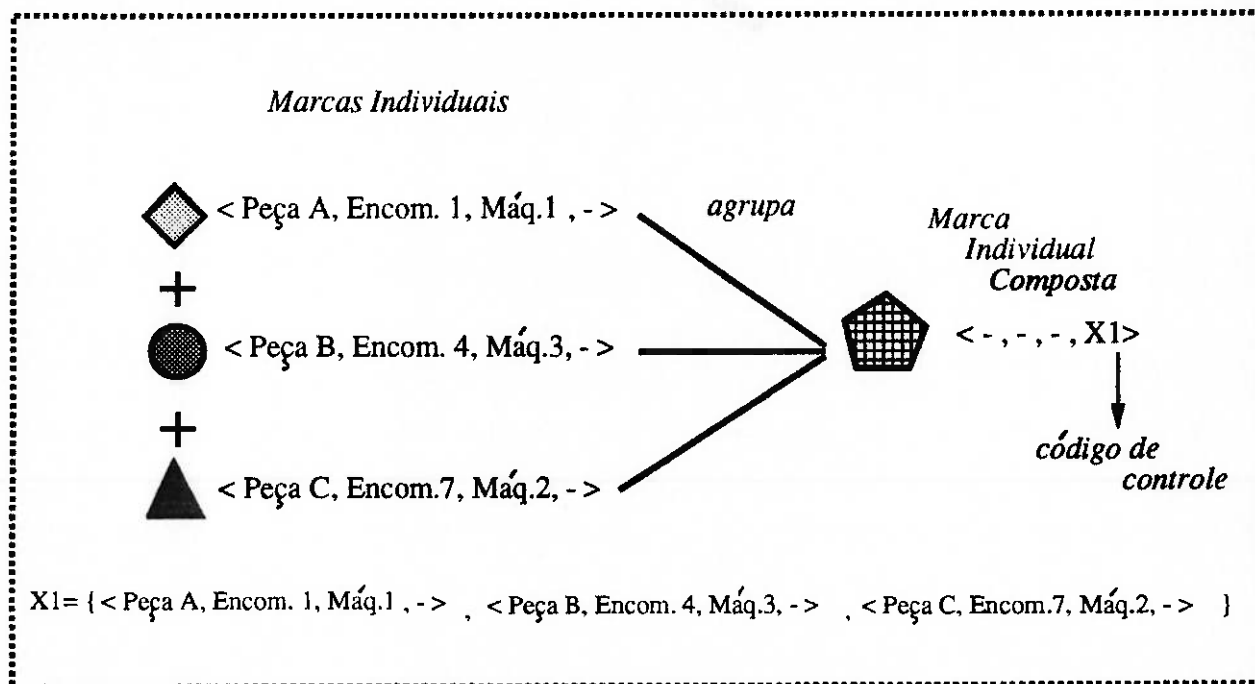 Marcas Individuais
< Peça A, Encom. 1, Máq.1 , - >
agrupa
Marca
Individual
Composta
+
< Peça B, Encom. 4, Máq.3, - >
< - , - , - , X1>
+
código de
controle
< Peça C, Encom.7, Máq.2, - >
X1= { < Peça A, Encom. 1, Máq.1 , - > , < Peça B, Encom. 4, Máq.3, - > , < Peça C, Encom.7, Máq.2, - > }